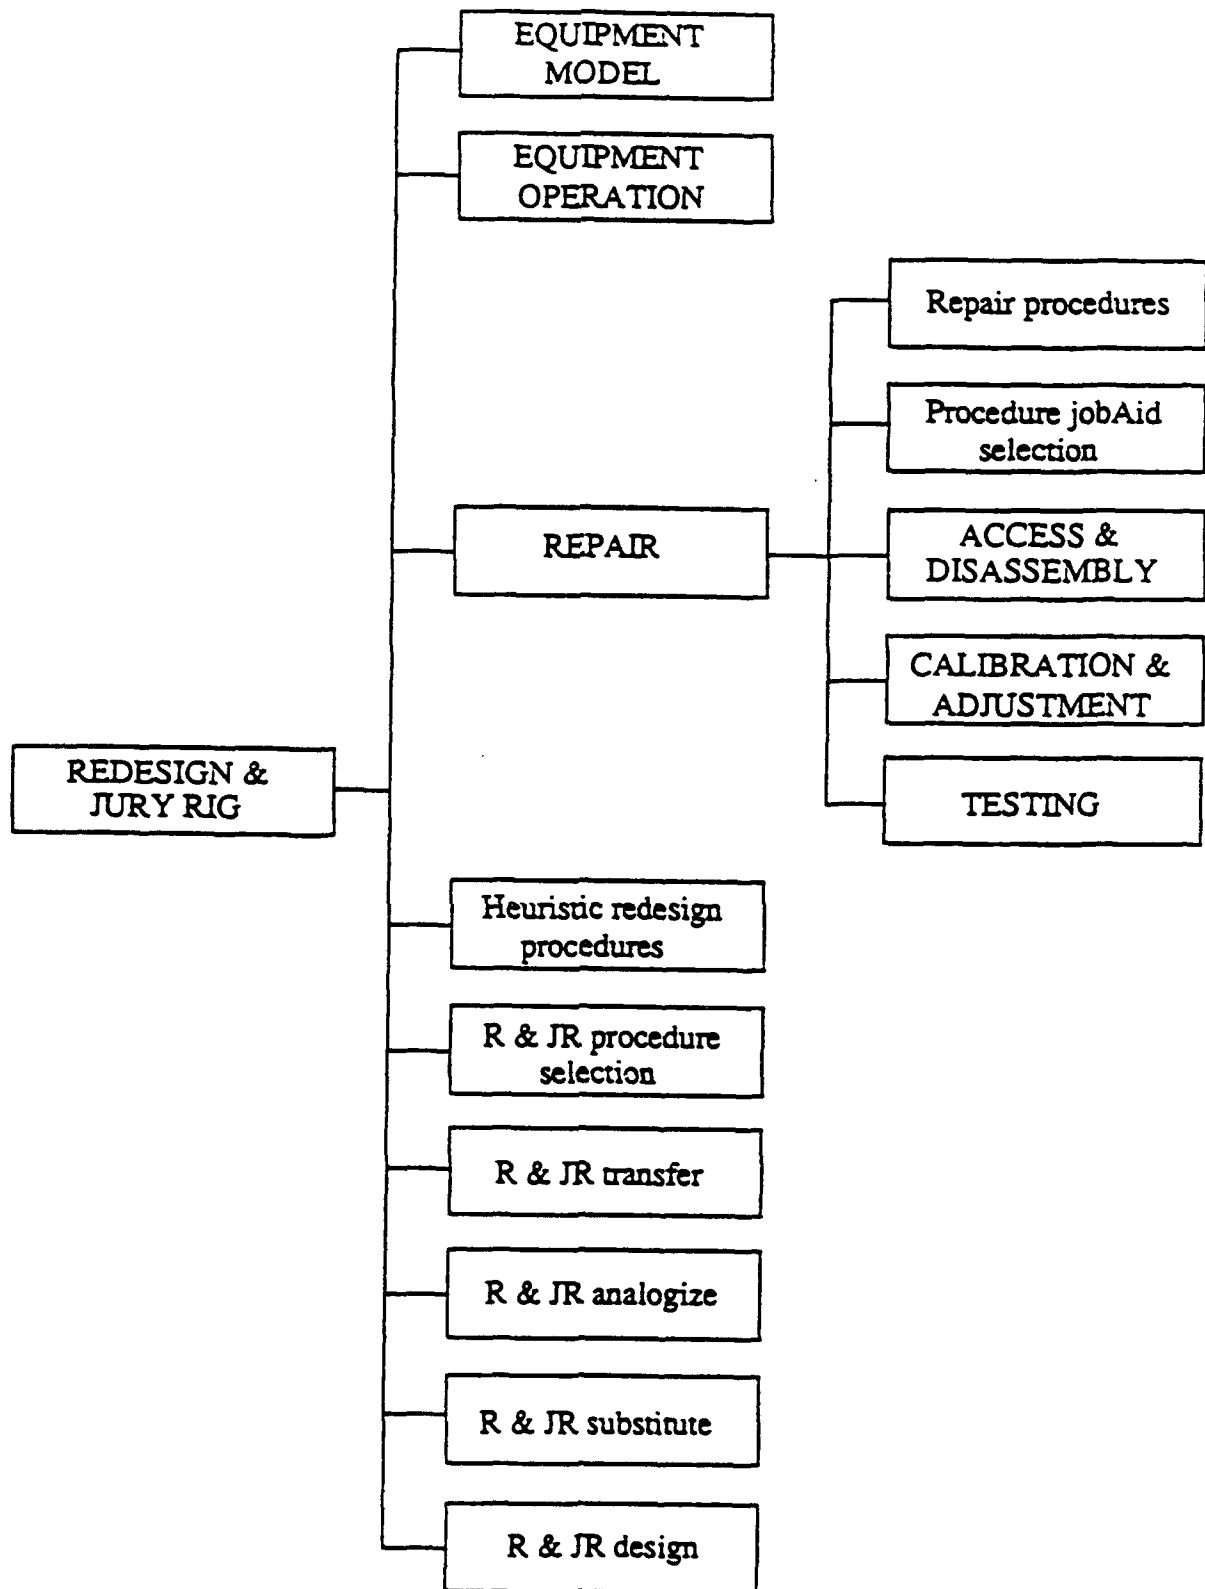 EQUIPMENT
MODEL
EQUIPMENT
OPERATION
Repair procedures
Procedure jobAid
selection
REPAIR
ACCESS &
DISASSEMBLY
CALIBRATION &
ADJUSTMENT
REDESIGN &
JURY RIG
TESTING
Heuristic redesign
procedures
R & JR procedure
selection
R & JR transfer
R & JR analogize
R & JR substitute
R & JR design